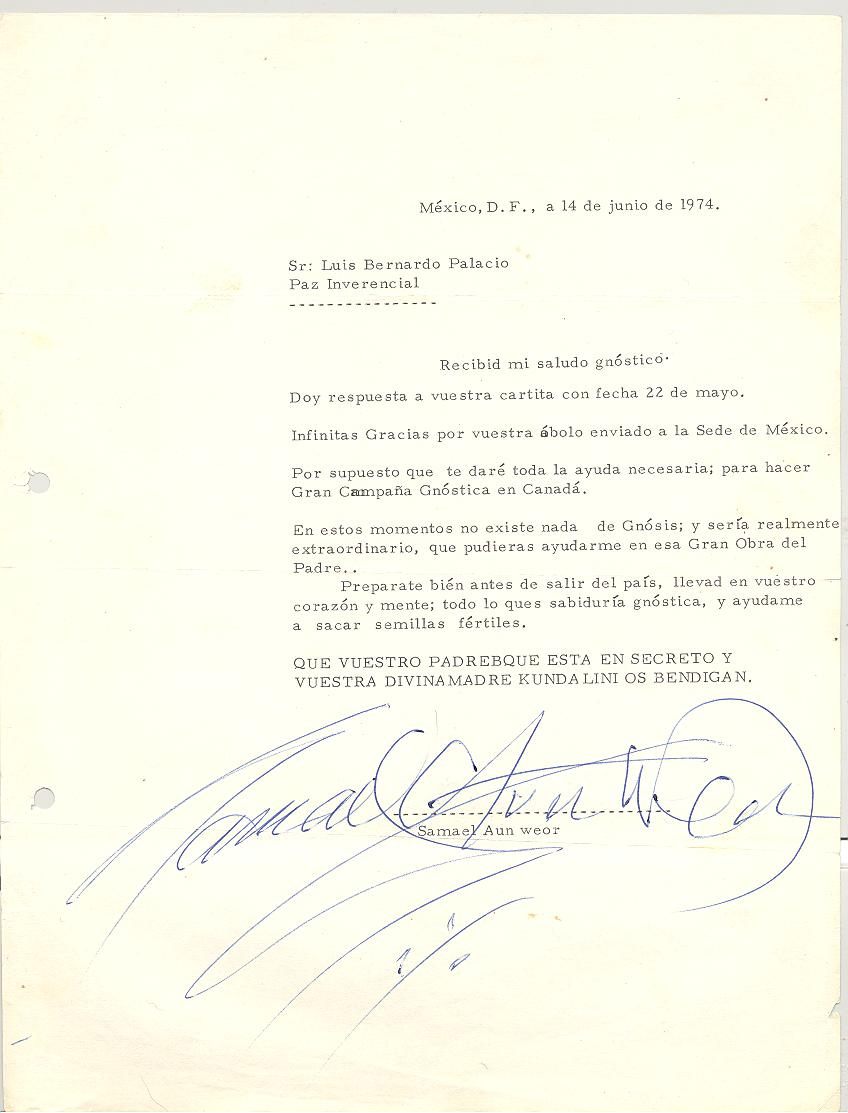 México, D. F., a 14 de junio de 1974.
Sr: Luis Bernardo Palacio
Paz Inverencial
----------------
Recibid mi saludo gnóstico.
Doy respuesta a vuestra cartita con fecha 22 de mayo.
Infinitas Gracias por vuestra ábolo enviado a la Sede de México.
Por supuesto que te daré toda la ayuda necesaria; para hacer
Gran Campaña Gnóstica en Canadá.
En estos momentos no existe nada de Gnósis; y sería realmente
extraordinario, que pudieras ayudarme en esa Gran Obra del
Padre. .
Preparate bién antes de salir del país, llevad en vuestro
corazón y mente; todo lo ques sabiduría gnóstica, y ayudame
a sacar semillas fértiles.
QUE VUESTRO PADREBQUE ESTA EN SECRETO Y
VUESTRA DIVINAMADRE KUNDALINI OS BENDIGAN.
Samael Aun Weor
Samael Aun weor